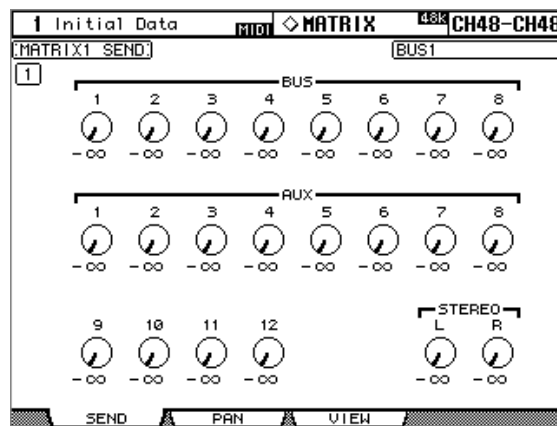 1 Initial Data MIDI ◇MATRIX 48K CH48-CH48
MATRIX1 SEND BUS1
1
BUS
1 2 3 4 5 6 7 8
-∞ -∞ -∞ -∞ -∞ -∞ -∞ -∞
AUX
1 2 3 4 5 6 7 8
-∞ -∞ -∞ -∞ -∞ -∞ -∞ -∞
STEREO
9 10 11 12 L R
-∞ -∞ -∞ -∞ -∞ -∞
SEND PAN VIEW